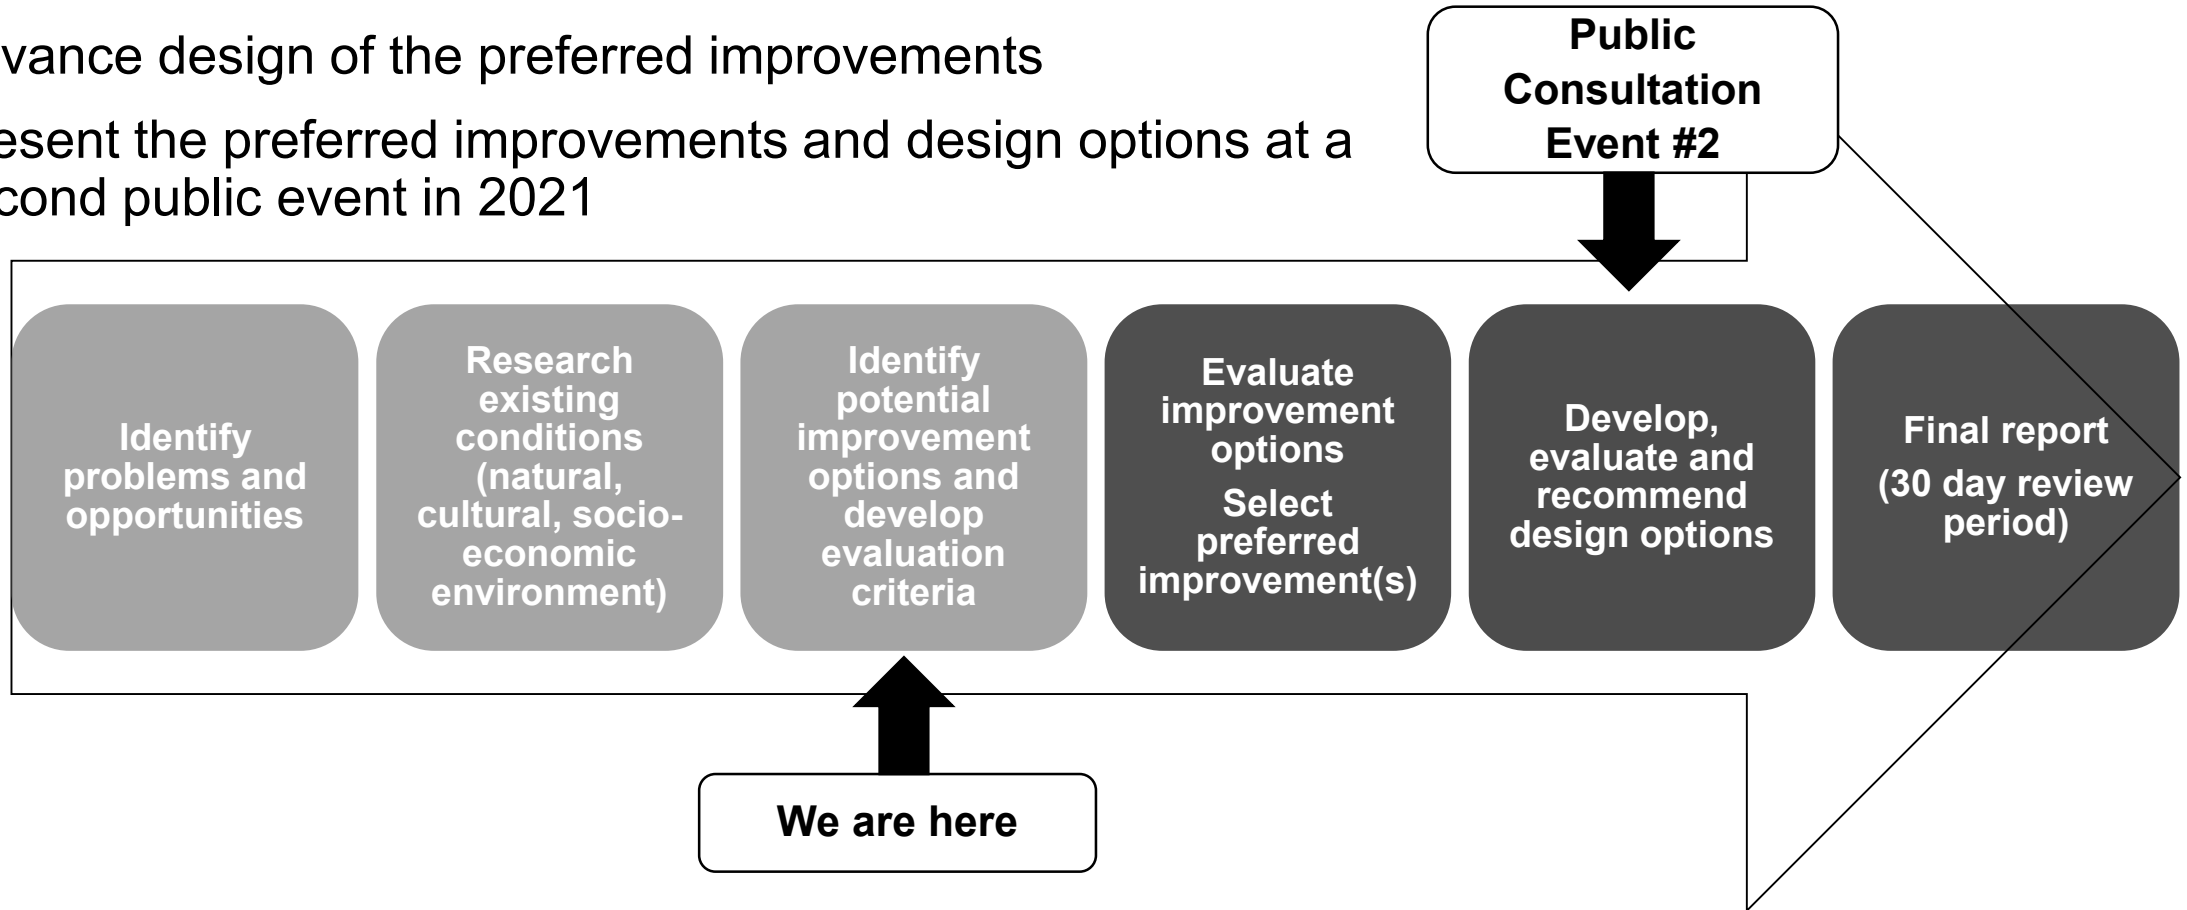 vance design of the preferred improvements
esent the preferred improvements and design options at a
cond public event in 2021
Public
Consultation
Event #2
Identify
problems and
opportunities
Research
existing
conditions
(natural,
cultural, socio-
economic
environment)
Identify
potential
improvement
options and
develop
evaluation
criteria
Evaluate
improvement
options
Select
preferred
improvement(s)
Develop,
evaluate and
recommend
design options
Final report
(30 day review
period)
We are here